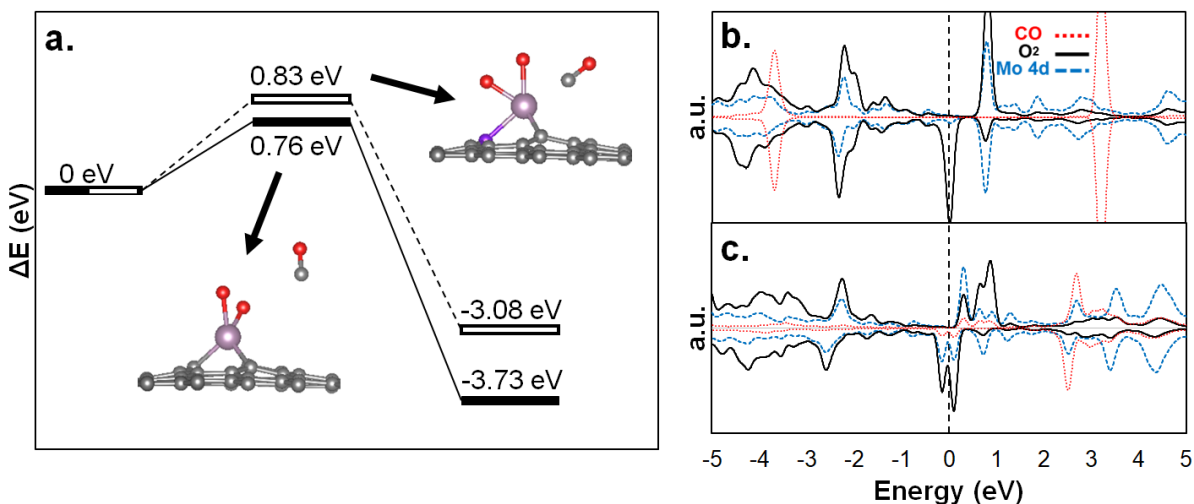 a.
0.83 eV
0.76 eV
0 eV
-3.08 eV
-3.73 eV
ΔE (eV)
b.
CO
O₂
Mo 4d
a.u.
c.
a.u.
-5 -4 -3 -2 -1 0 1 2 3 4 5
Energy (eV)